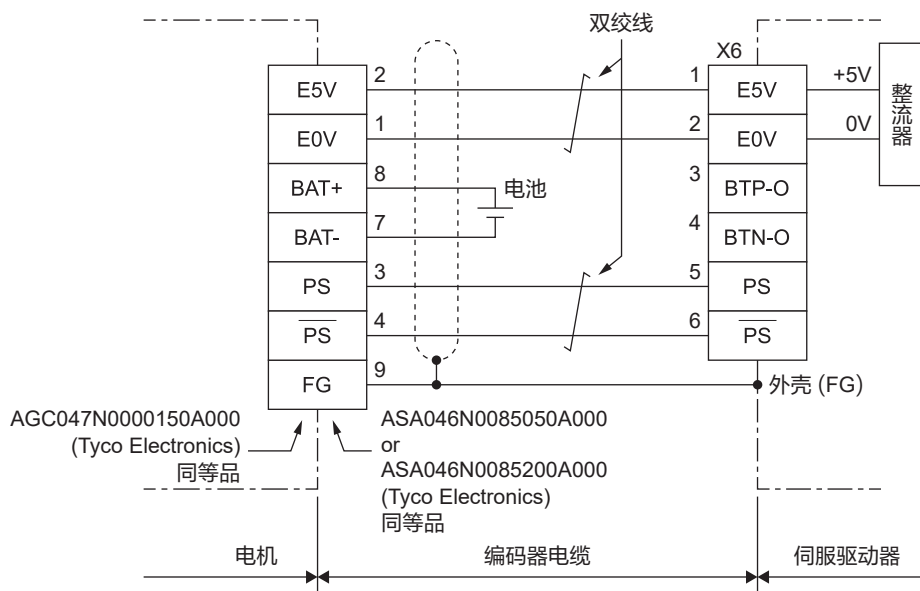 双绞线
X6
E5V
2
1
E5V
+5V
整流器
E0V
1
2
E0V
0V
BAT+
8
电池
3
BTP-O
BAT-
7
4
BTN-O
PS
3
5
PS
PS
4
6
PS
FG
9
外壳 (FG)
AGC047N0000150A000
(Tyco Electronics)
同等品
ASA046N0085050A000
or
ASA046N0085200A000
(Tyco Electronics)
同等品
电机
编码器电缆
伺服驱动器